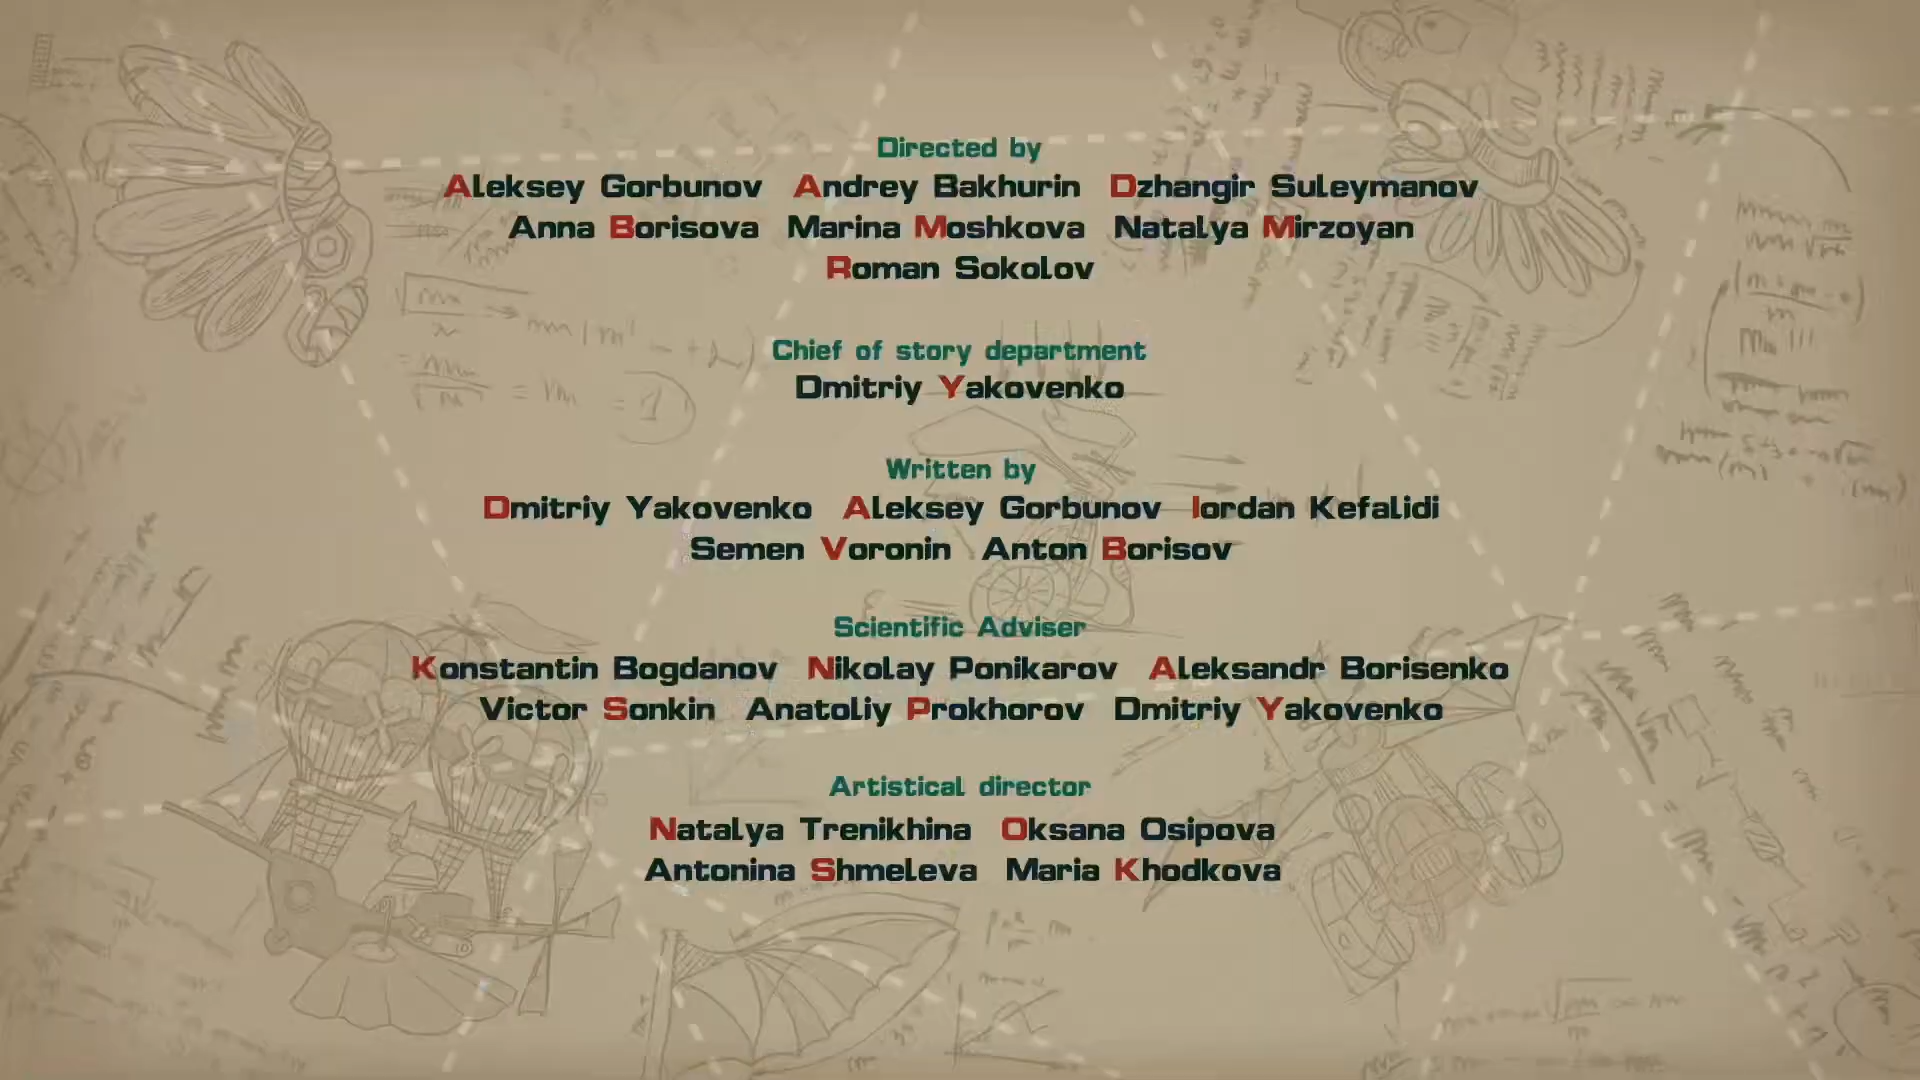 Directed by
Aleksey Gorbunov Andrey Bakhurin Dzhangir Suleymanov
Anna Borisova Marina Moshkova Natalya Mirzoyan
Roman Sokolov
Chief of story department
Dmitriy Yakovenko
Written by
Dmitriy Yakovenko Aleksey Gorbunov Iordan Kefalidi
Semen Voronin Anton Borisov
Scientific Adviser
Konstantin Bogdanov Nikolay Ponikarov Aleksandr Borisenko
Victor Sonkin Anatoliy Prokhorov Dmitriy Yakovenko
Artistical director
Natalya Trenikhina Oksana Osipova
Antonina Shmeleva Maria Khodkova